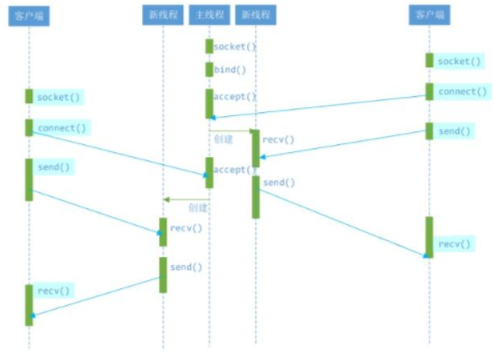 客户端 新线程 主线程 新线程 客户端
socket()
socket()
bind()
connect()
socket()
accept()
connect()
创建
recv()
send()
send()
accept()
send()
创建
recv()
recv()
send()
recv()